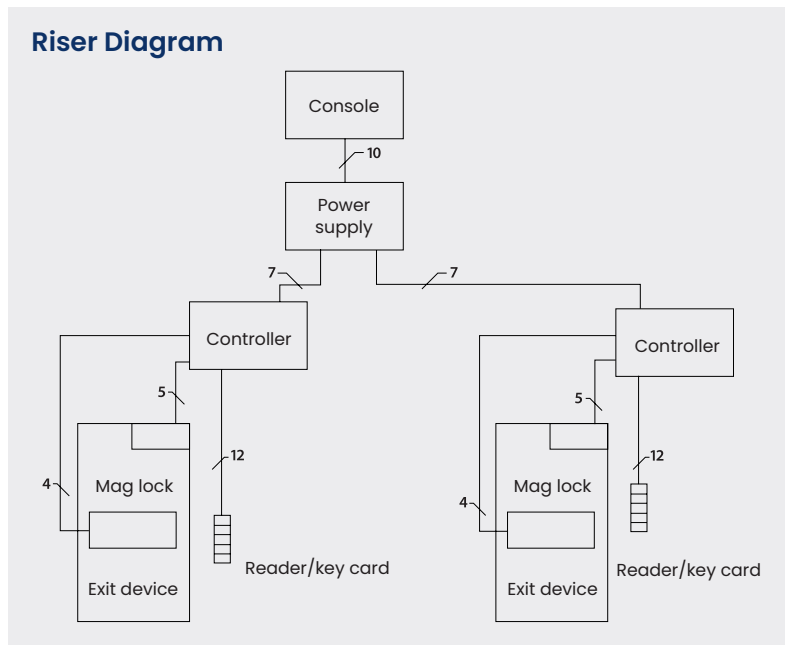 Riser Diagram
Console
10
Power
supply
7
7
Controller
Controller
5
5
12
12
4
Mag lock
4
Mag lock
Reader/key card
Reader/key card
Exit device
Exit device